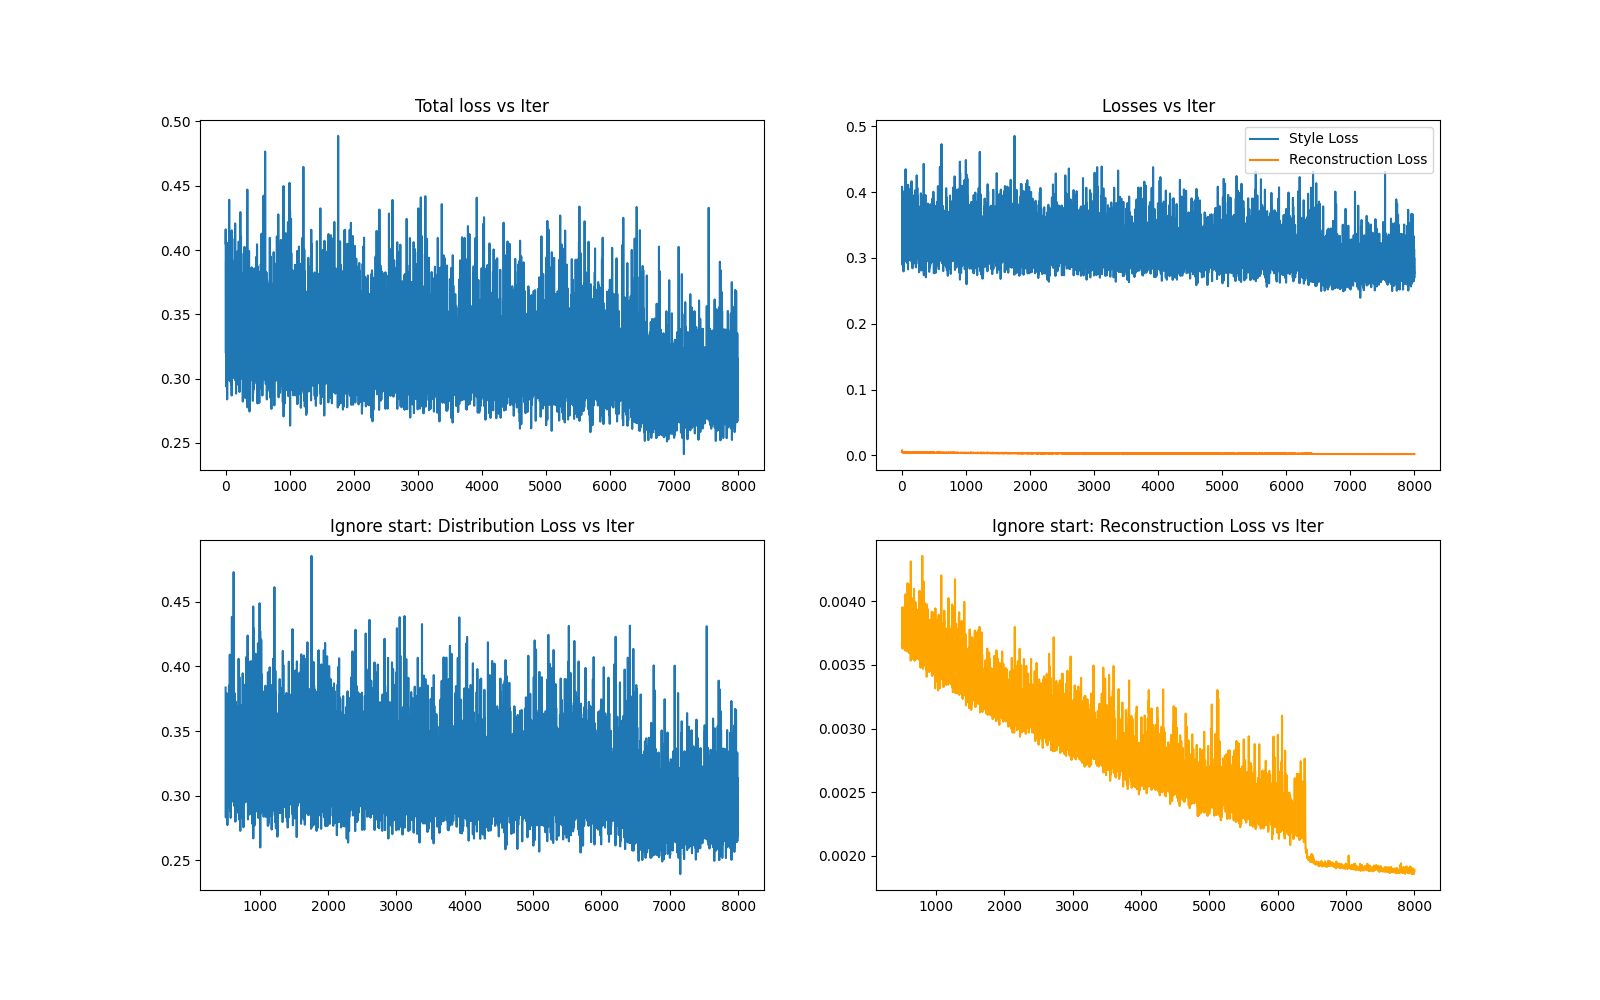 Total loss vs Iter
0.50
0.45
0.40
0.35
0.30
0.25
0 1000 2000 3000 4000 5000 6000 7000 8000
Losses vs Iter
Style Loss
Reconstruction Loss
0.5
0.4
0.3
0.2
0.1
0.0
0 1000 2000 3000 4000 5000 6000 7000 8000
Ignore start: Distribution Loss vs Iter
0.45
0.40
0.35
0.30
0.25
1000 2000 3000 4000 5000 6000 7000 8000
Ignore start: Reconstruction Loss vs Iter
0.0040
0.0035
0.0030
0.0025
0.0020
1000 2000 3000 4000 5000 6000 7000 8000